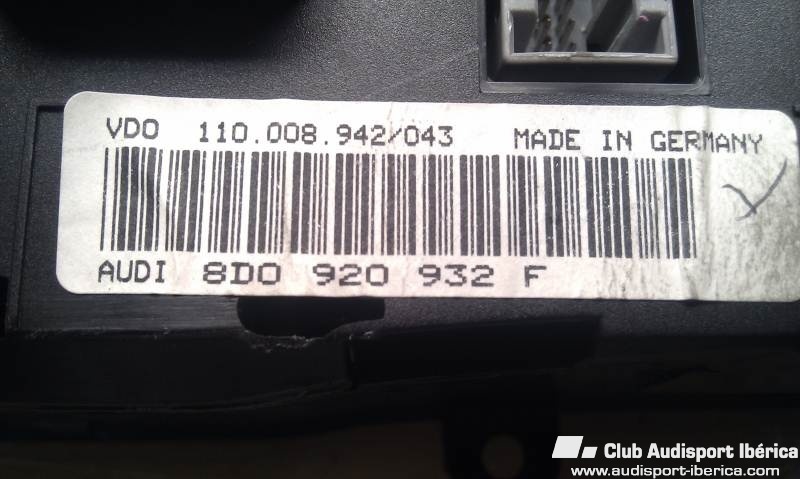 VDO 110.008.942/043 MADE IN GERMANY
AUDI 8D0 920 932 F
Club Audisport Ibérica
www.audisport-iberica.com